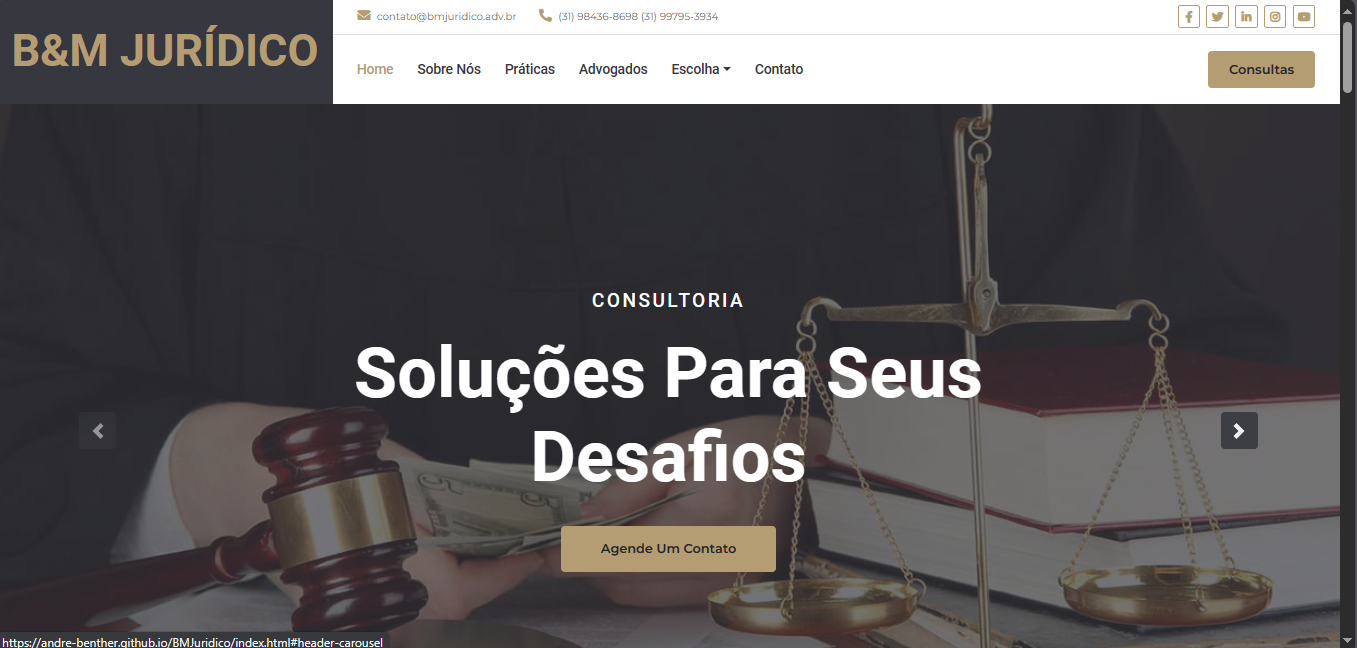 B&M JURÍDICO
contato@bmjuridico.adv.br
(31) 98436-8698 (31) 99795-3934
Home
Sobre Nós
Práticas
Advogados
Escolha
Contato
Consultas
CONSULTORIA
Soluções Para Seus
Desafios
Agende Um Contato
https://andre-benther.github.io/BMJuridico/index.html#header-carousel